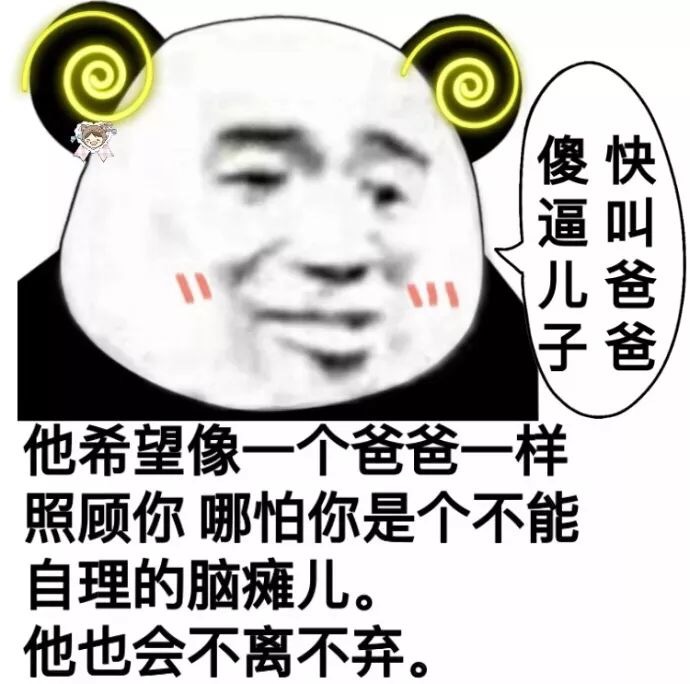 快叫爸爸
傻逼儿子
他希望像一个爸爸一样
照顾你 哪怕你是个不能
自理的脑瘫儿。
他也会不离不弃。